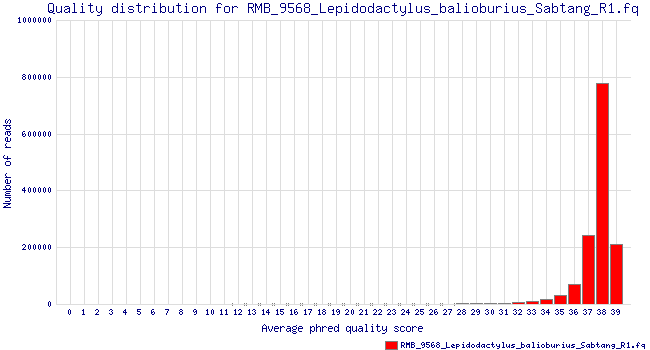 Quality distribution for RMB_9568_Lepidodactylus_balioburius_Sabtang_R1.fq
1000000
800000
600000
400000
200000
0
Number of reads
0 1 2 3 4 5 6 7 8 9 10 11 12 13 14 15 16 17 18 19 20 21 22 23 24 25 26 27 28 29 30 31 32 33 34 35 36 37 38 39
Average phred quality score
RMB_9568_Lepidodactylus_balioburius_Sabtang_R1.fq